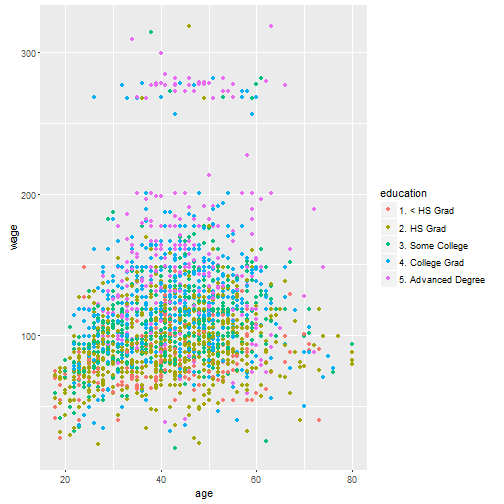 300
200
100
wage
20
40
60
80
age
education
1. < HS Grad
2. HS Grad
3. Some College
4. College Grad
5. Advanced Degree